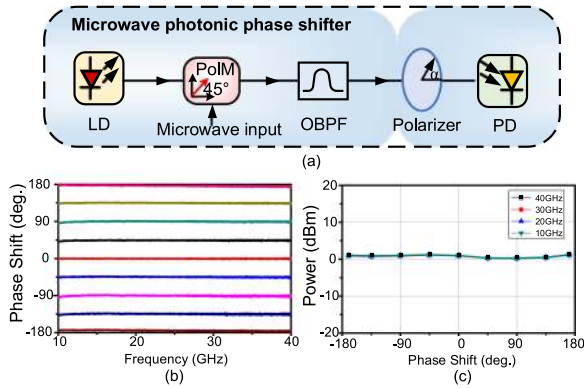 Microwave photonic phase shifter
PolM
45°
α
LD
Microwave input
OBPF
Polarizer
PD
(a)
Phase Shift (deg.)
180
90
0
-90
-180
10
20
30
40
Frequency (GHz)
(b)
Power (dBm)
20
10
0
-10
-20
40GHz
30GHz
20GHz
10GHz
-180
-90
0
90
180
Phase Shift (deg.)
(c)